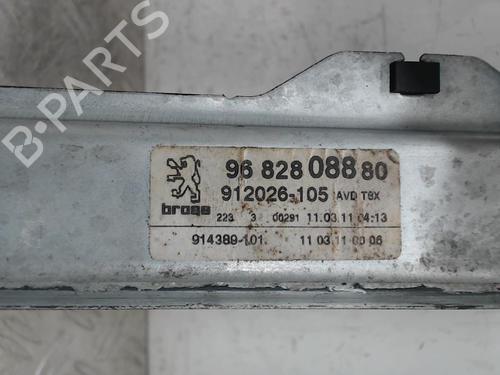 B-PARTS
96 828 088 80
912026-105 AVD T8X
brose
223 3 00291 11.03.11 04:13
914389-101. 11 03.11 00 06